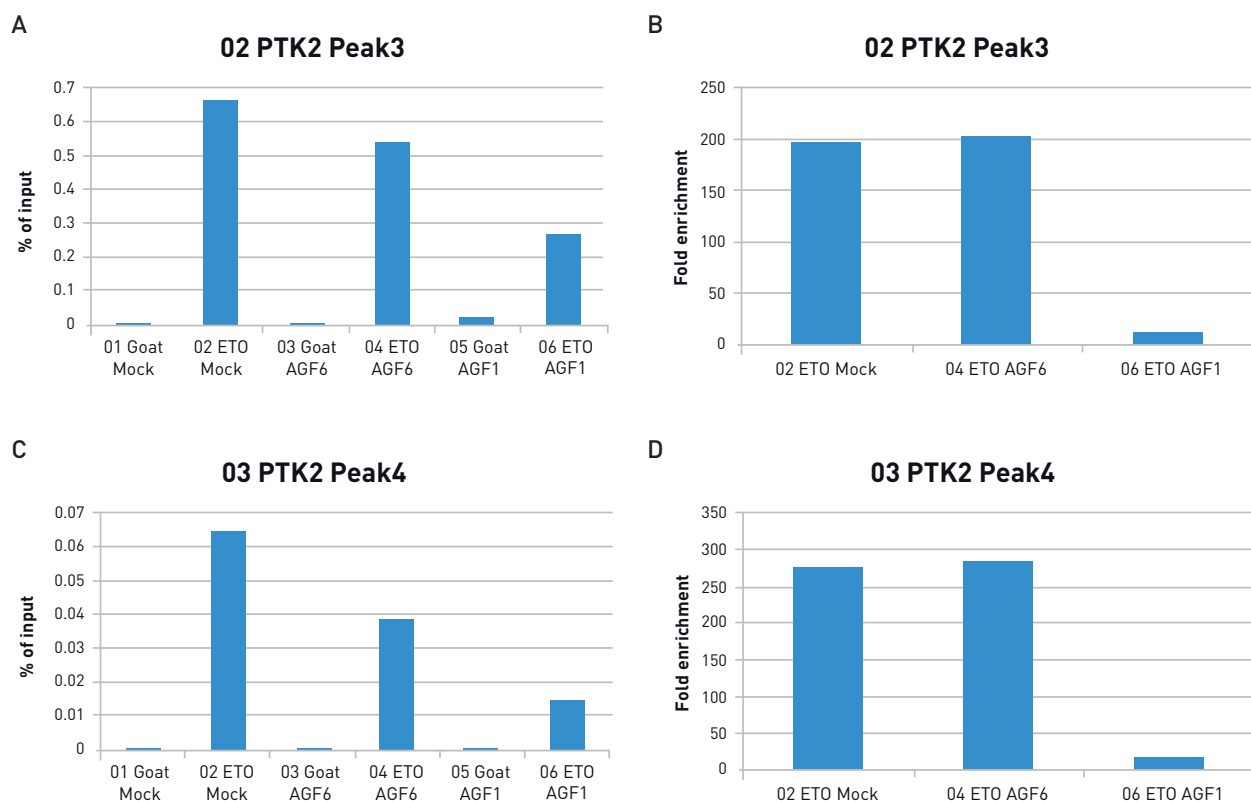 A
02 PTK2 Peak3
% of input
0.7
0.6
0.5
0.4
0.3
0.2
0.1
0
01 Goat Mock
02 ETO Mock
03 Goat AGF6
04 ETO AGF6
05 Goat AGF1
06 ETO AGF1
B
02 PTK2 Peak3
Fold enrichment
250
200
150
100
50
0
02 ETO Mock
04 ETO AGF6
06 ETO AGF1
C
03 PTK2 Peak4
% of input
0.07
0.06
0.05
0.04
0.03
0.02
0.01
0
01 Goat Mock
02 ETO Mock
03 Goat AGF6
04 ETO AGF6
05 Goat AGF1
06 ETO AGF1
D
03 PTK2 Peak4
Fold enrichment
350
300
250
200
150
100
50
0
02 ETO Mock
04 ETO AGF6
06 ETO AGF1